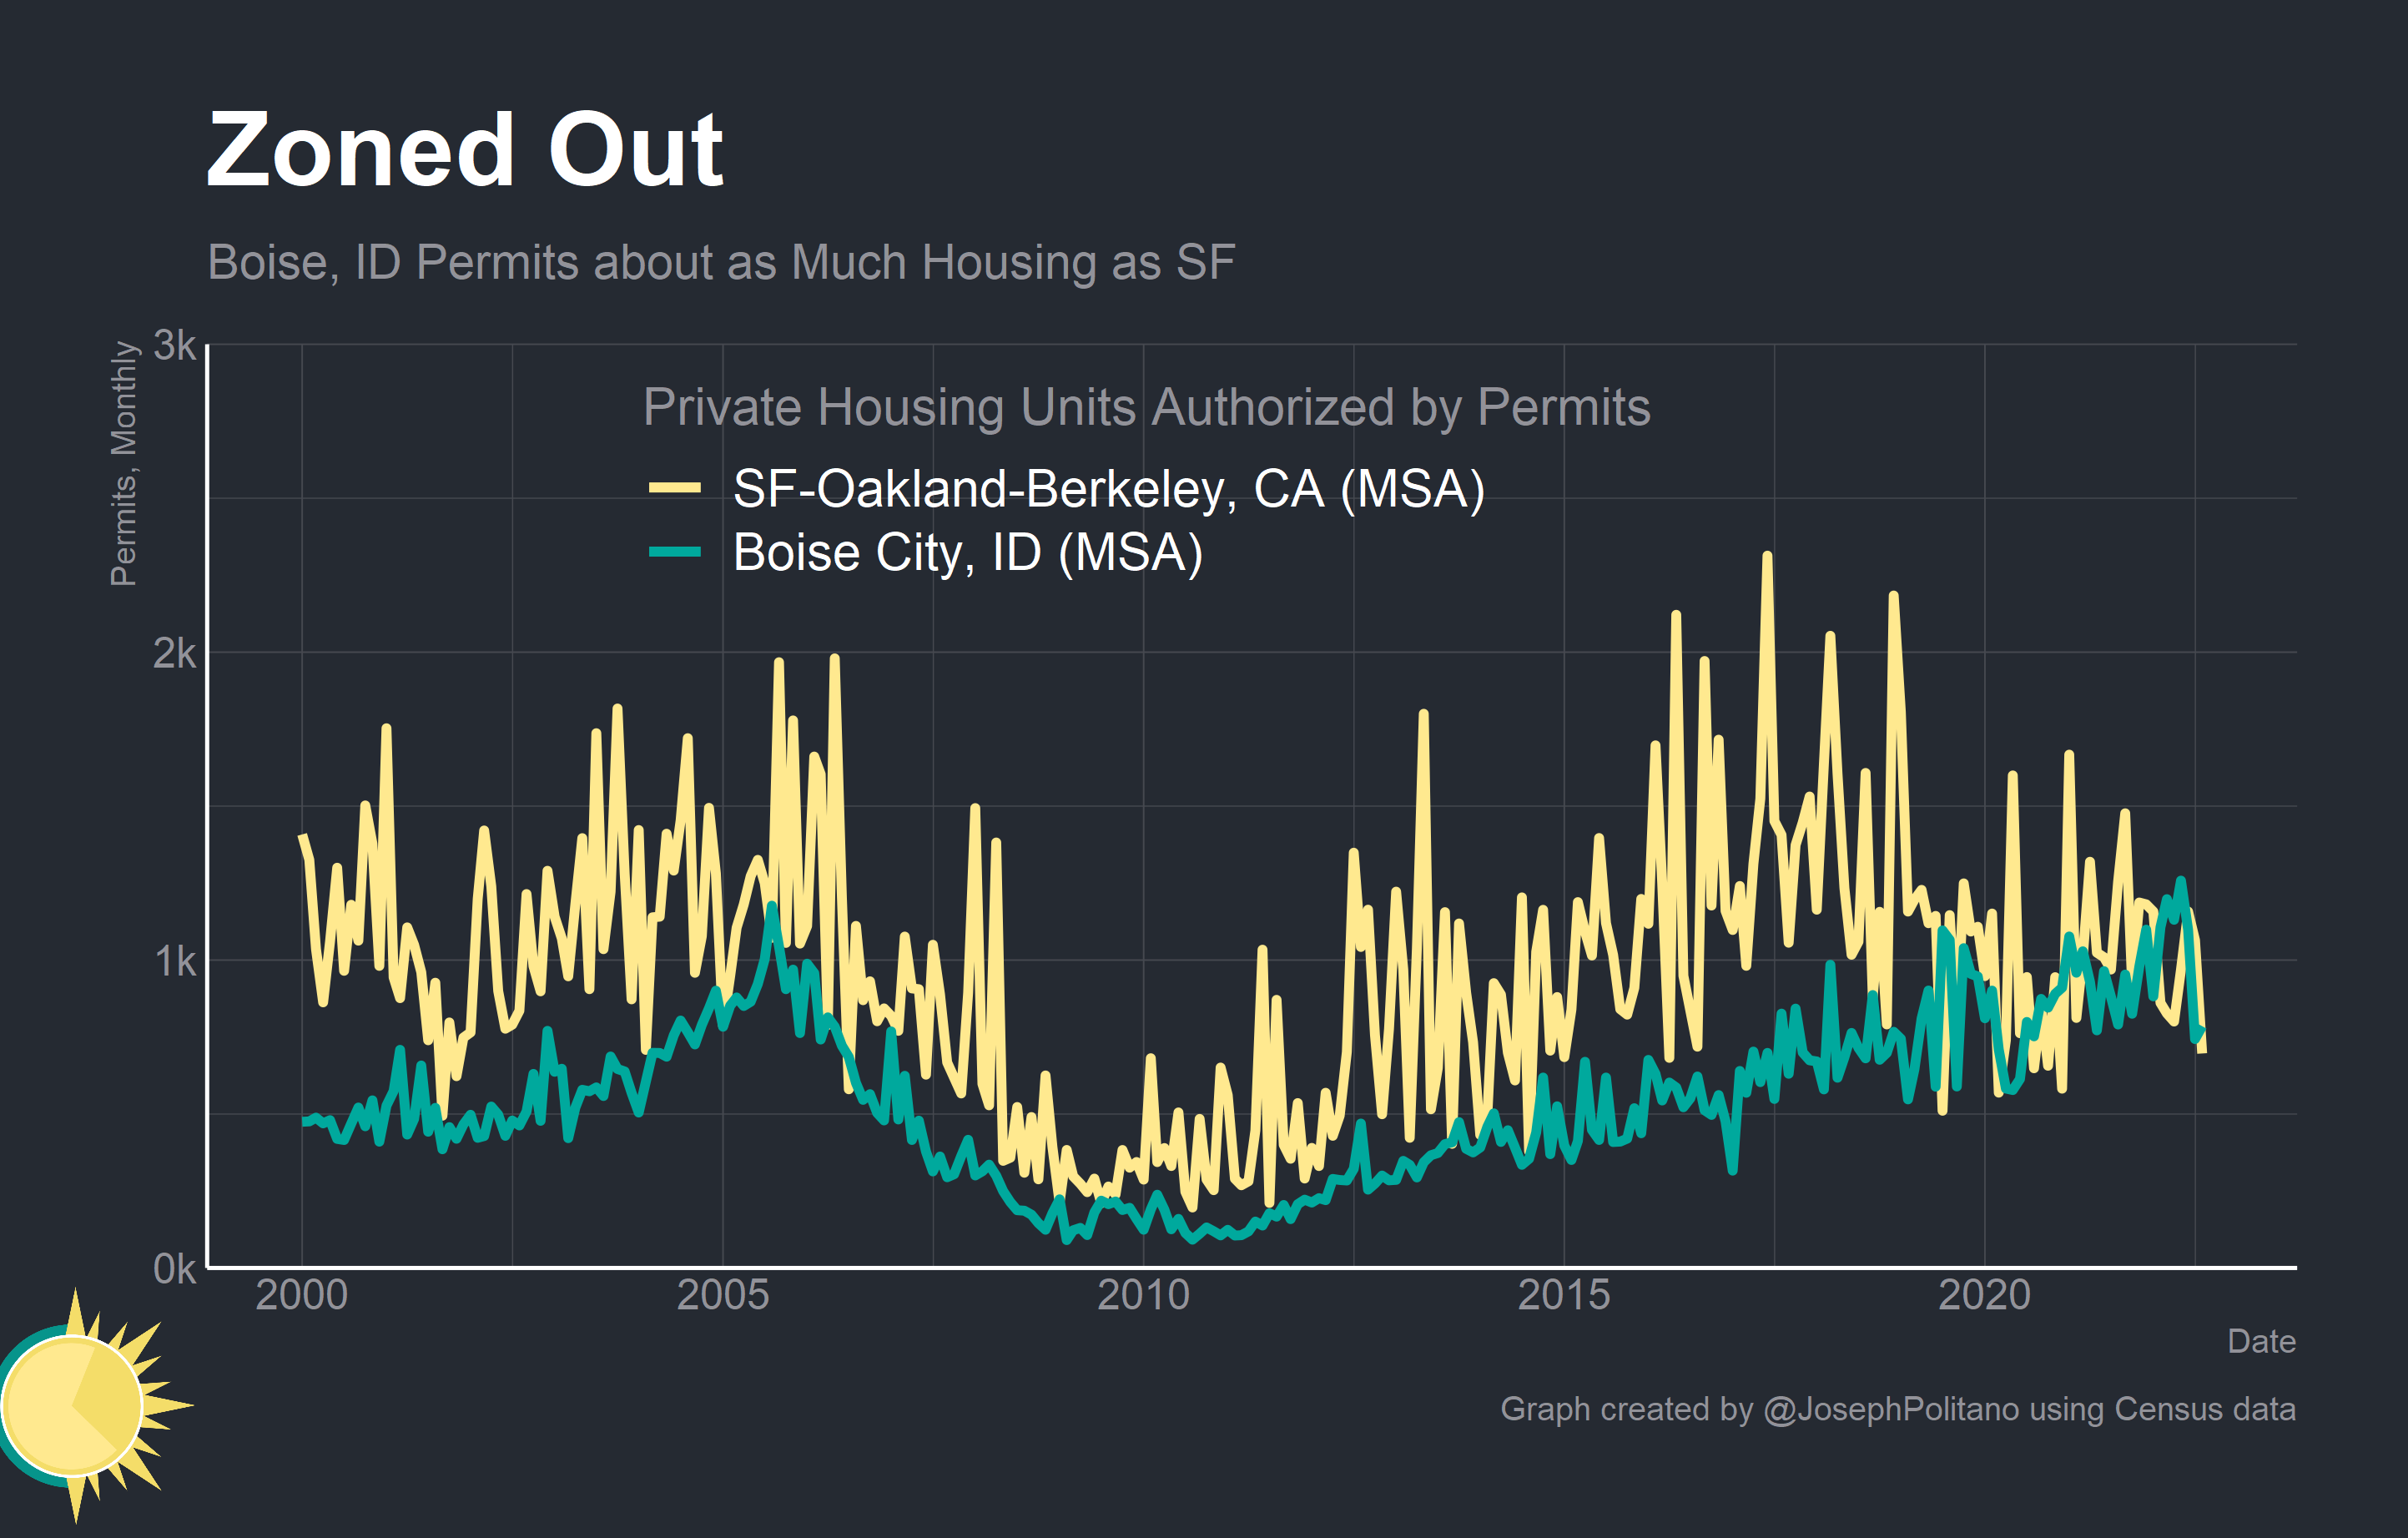 Zoned Out
Boise, ID Permits about as Much Housing as SF
Permits, Monthly
3k
2k
1k
0k
Private Housing Units Authorized by Permits
SF-Oakland-Berkeley, CA (MSA)
Boise City, ID (MSA)
2000 2005 2010 2015 2020
Date
Graph created by @JosephPolitano using Census data